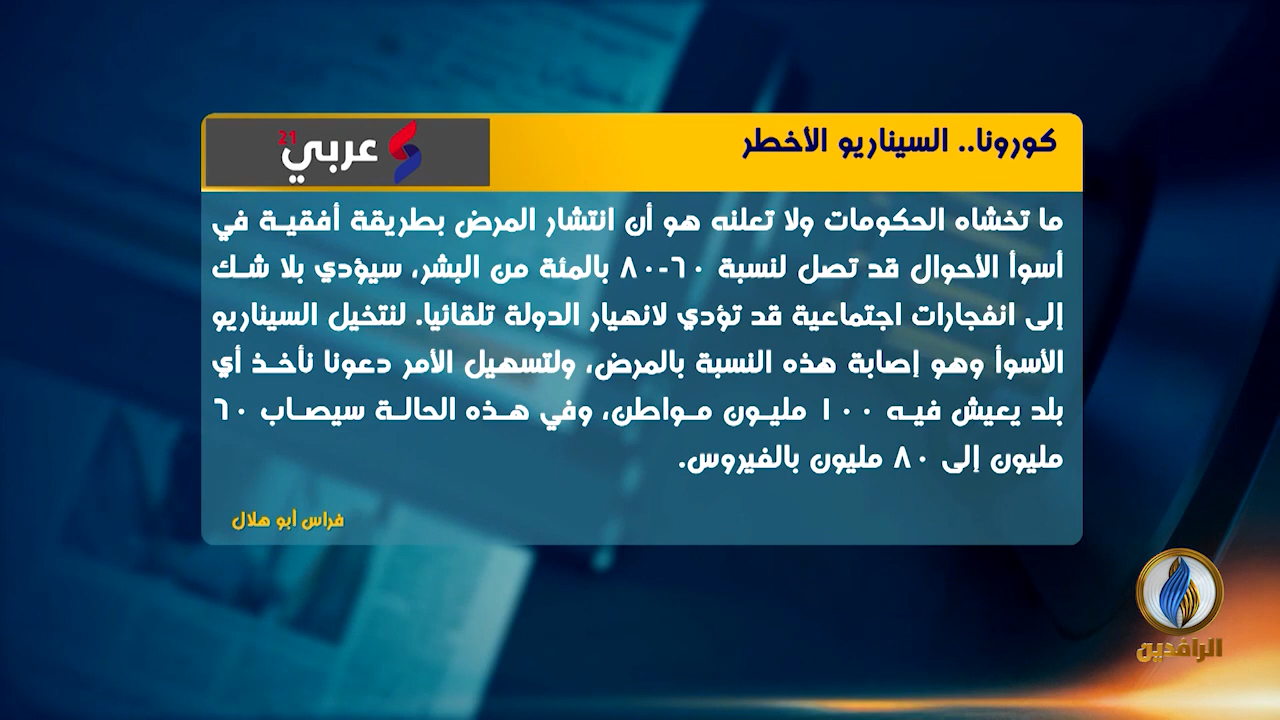 كورونا.. السيناريو الأخطر
عربي 21
ما تخشاه الحكومات ولا تعلنه هو أن انتشار المرض بطريقة أفقية في
أسوأ الأحوال قد تصل لنسبة ٦٠-٨٠ بالمئة من البشر، سيؤدي بلا شك
إلى انفجارات اجتماعية قد تؤدي لانهيار الدولة تلقائيا. لنتخيل السيناريو
الأسوأ وهو إصابة هذه النسبة بالمرض، ولتسهيل الأمر دعونا نأخذ أي
بلد يعيش فيه ١٠٠ مليون مواطن، وفي هذه الحالة سيصاب ٦٠
مليون إلى ٨٠ مليون بالفيروس.
فراس أبو هلال
الرافدين